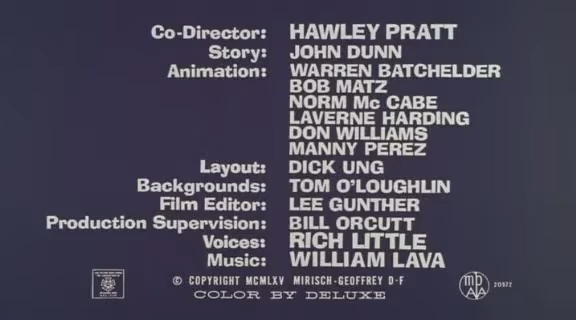 Co-Director: HAWLEY PRATT
Story: JOHN DUNN
Animation: WARREN BATCHELDER
BOB MATZ
NORM Mc CABE
LAVERNE HARDING
DON WILLIAMS
MANNY PEREZ
Layout: DICK UNG
Backgrounds: TOM O'LOUGHLIN
Film Editor: LEE GUNTHER
Production Supervision: BILL ORCUTT
Voices: RICH LITTLE
Music: WILLIAM LAVA
© COPYRIGHT MCMLXV MIRISCH-GEOFFREY D-F
COLOR BY DELUXE